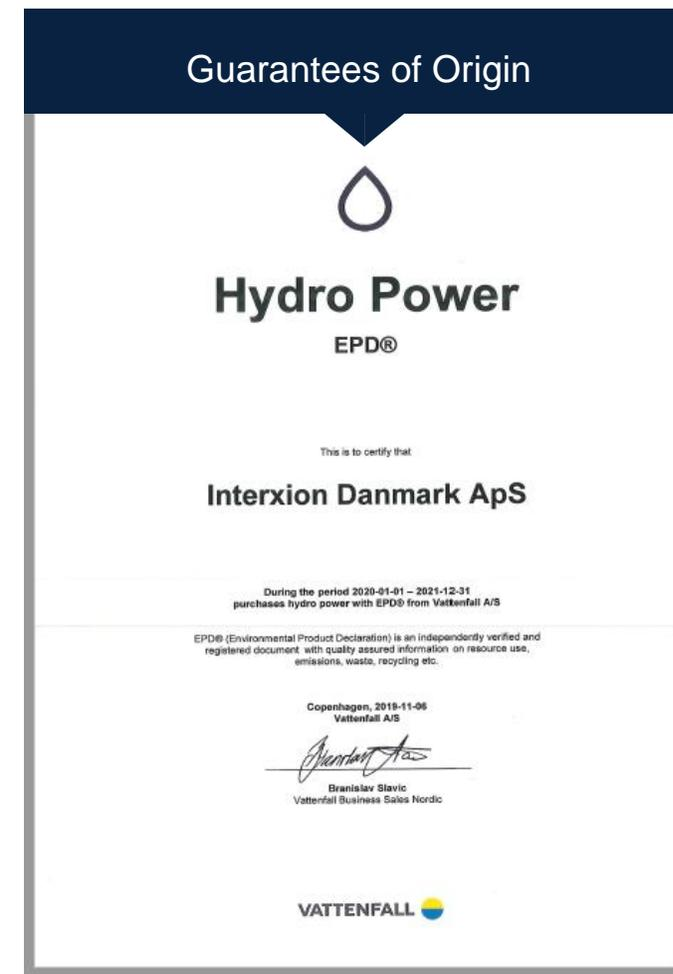 Guarantees of Origin
Hydro Power
EPD®
This is to certify that
Interxion Danmark ApS
During the period 2020-01-01 – 2021-12-31
purchases hydro power with EPD® from Vattenfall A/S
EPD® (Environmental Product Declaration) is an independently verified and
registered document with quality assured information on resource use,
emissions, waste, recycling etc.
Copenhagen, 2019-11-06
Vattenfall A/S
Branislav Slavic
Vattenfall Business Sales Nordic
VATTENFALL